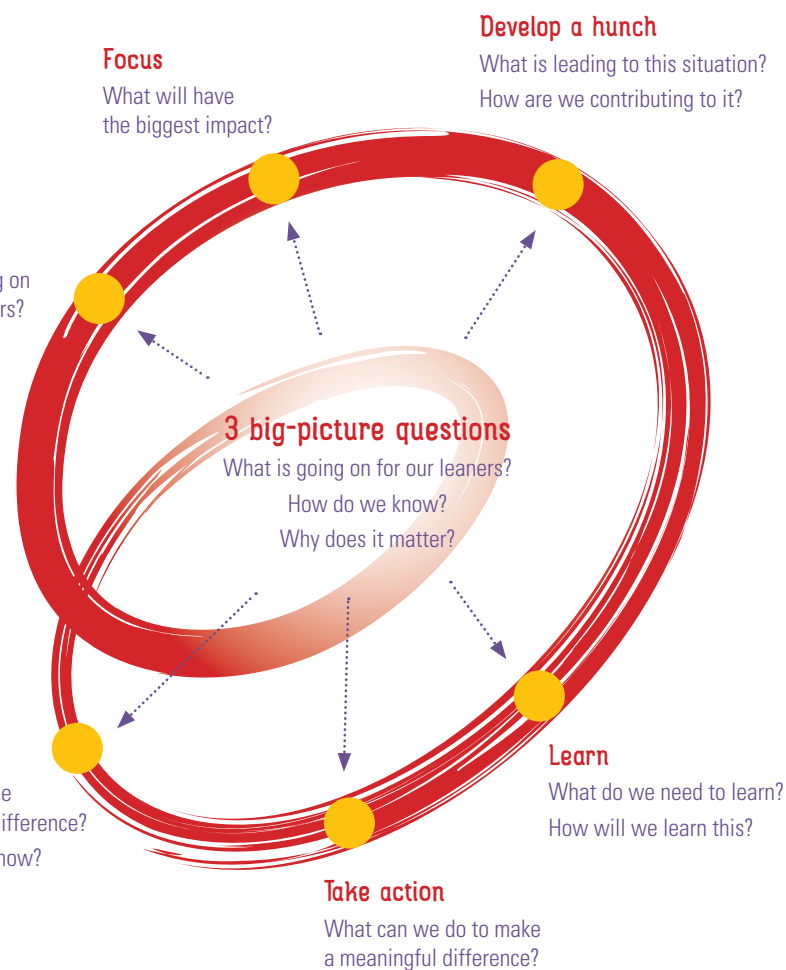 Develop a hunch
What is leading to this situation?
How are we contributing to it?
Focus
What will have
the biggest impact?
on
3 big-picture questions
What is going on for our leaners?
How do we know?
Why does it matter?
Learn
What do we need to learn?
How will we learn this?
Take action
What can we do to make
a meaningful difference?